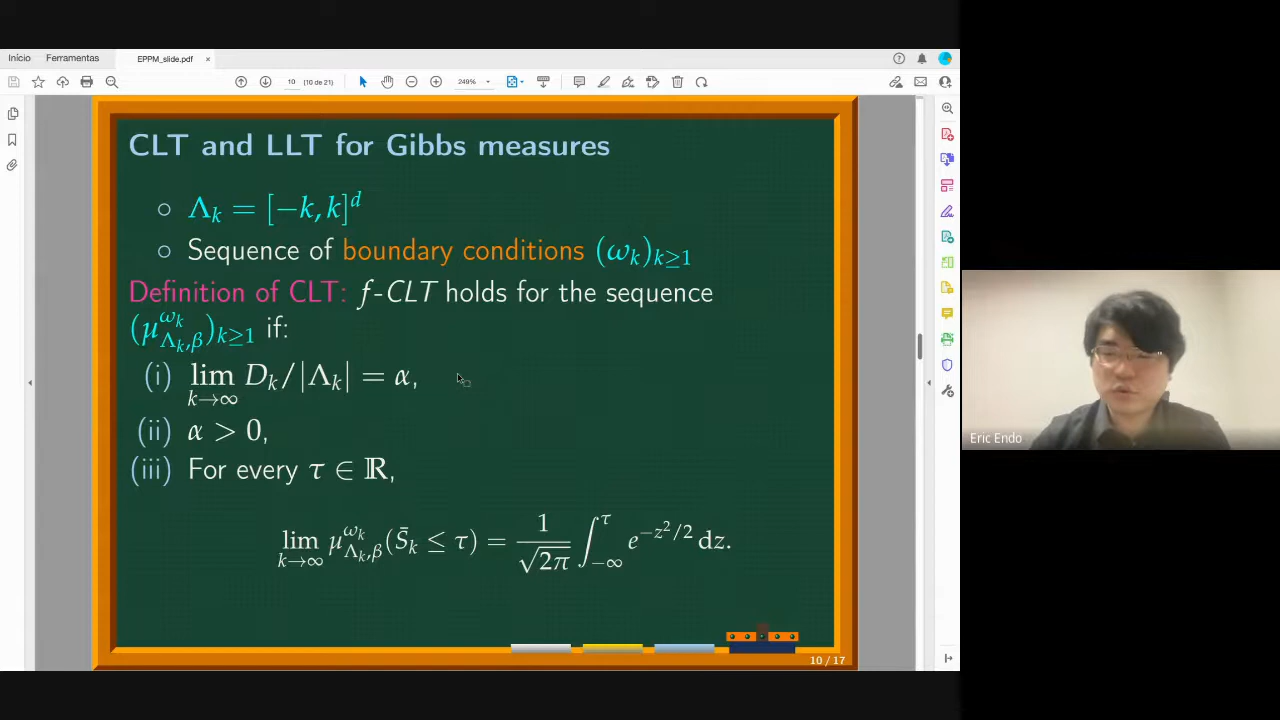 Início Ferramentas EPPM_slide.pdf ×
10 (10 de 21) 249%
CLT and LLT for Gibbs measures
○ Λ_k = [−k, k]^d
○ Sequence of boundary conditions (ω_k)_{k≥1}
Definition of CLT: f-CLT holds for the sequence
(μ^{ω_k}_{Λ_k,β})_{k≥1} if:
(i) lim_{k→∞} D_k/|Λ_k| = α,
(ii) α > 0,
(iii) For every τ ∈ ℝ,
lim_{k→∞} μ^{ω_k}_{Λ_k,β}(S̄_k ≤ τ) = 1/√(2π) ∫_{−∞}^{τ} e^{−z²/2} dz.
10 / 17
Eric Endo